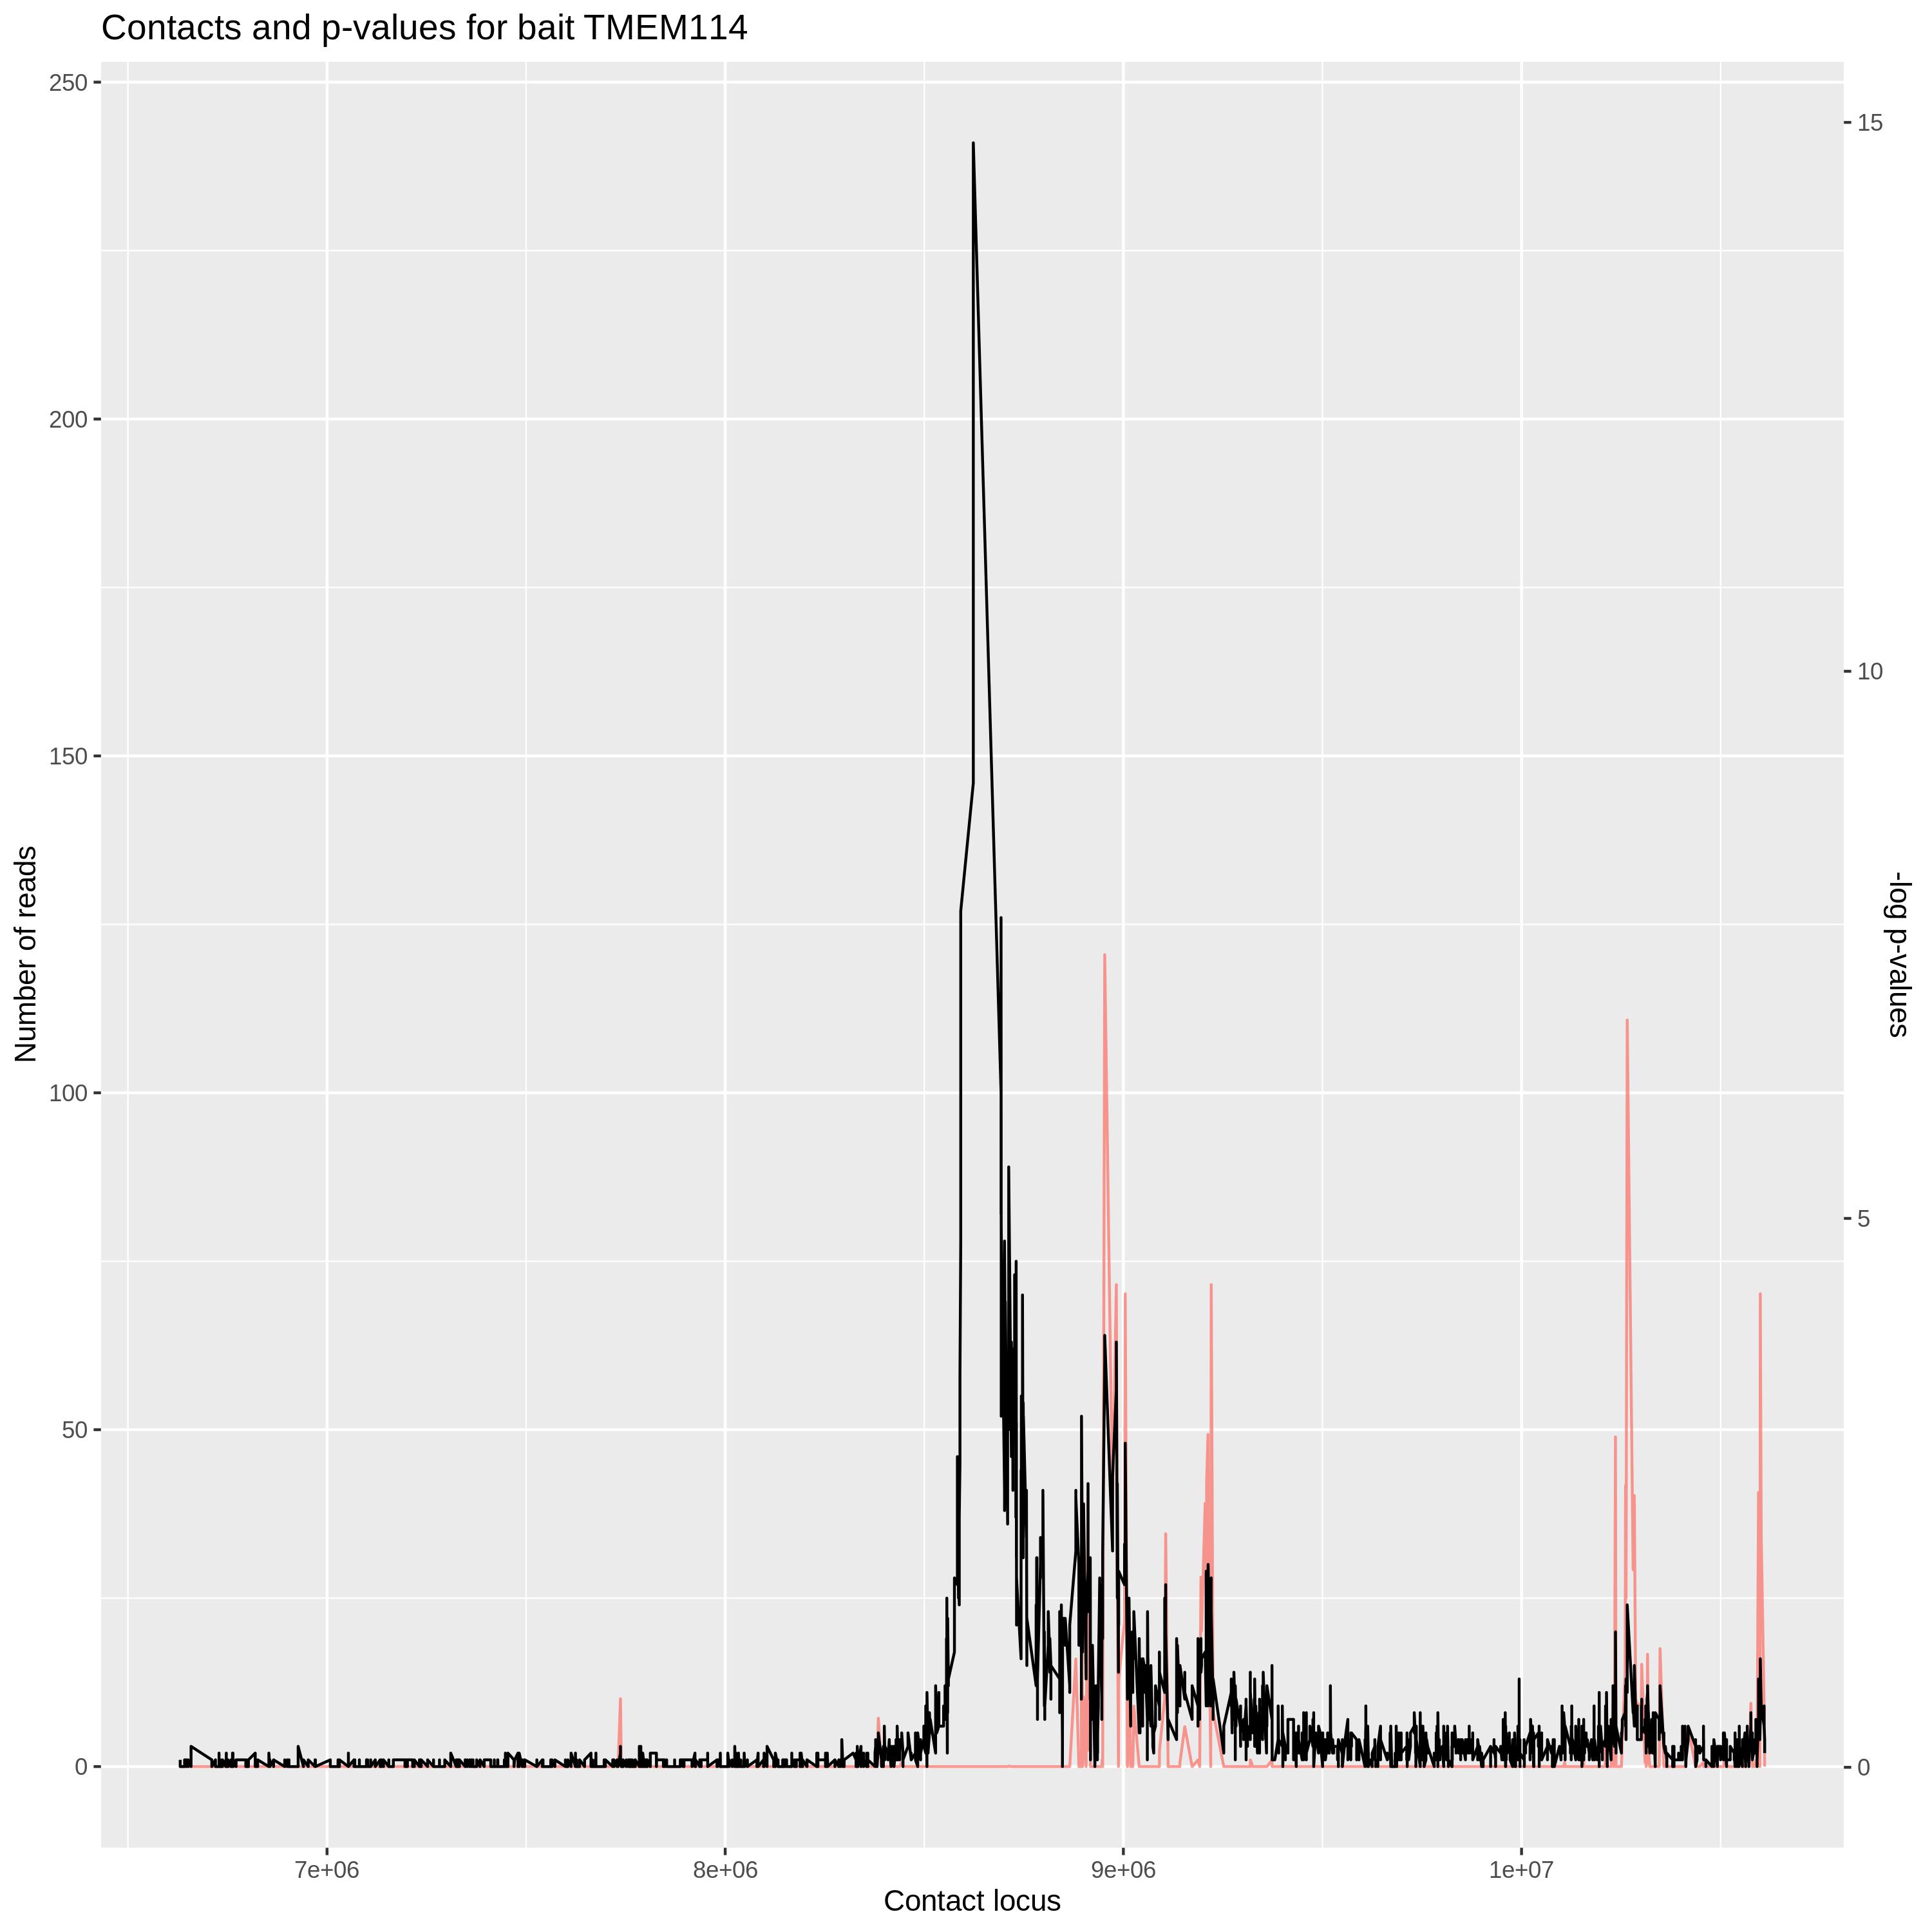 Contacts and p-values for bait TMEM114
250
200
150
100
50
0
Number of reads
15
10
5
0
-log p-values
7e+06
8e+06
9e+06
1e+07
Contact locus